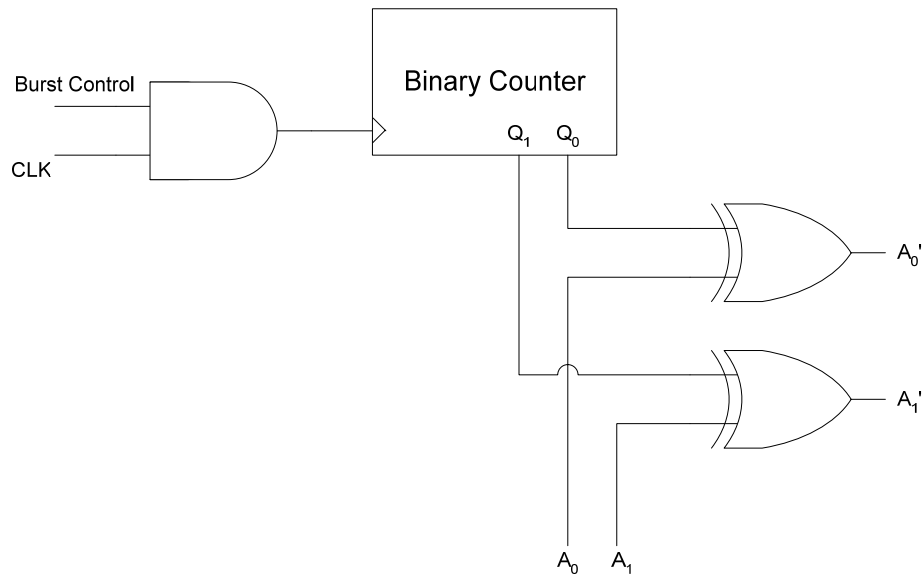 Burst Control
Binary Counter
Q₁ Q₀
CLK
A₀'
A₁'
A₀ A₁